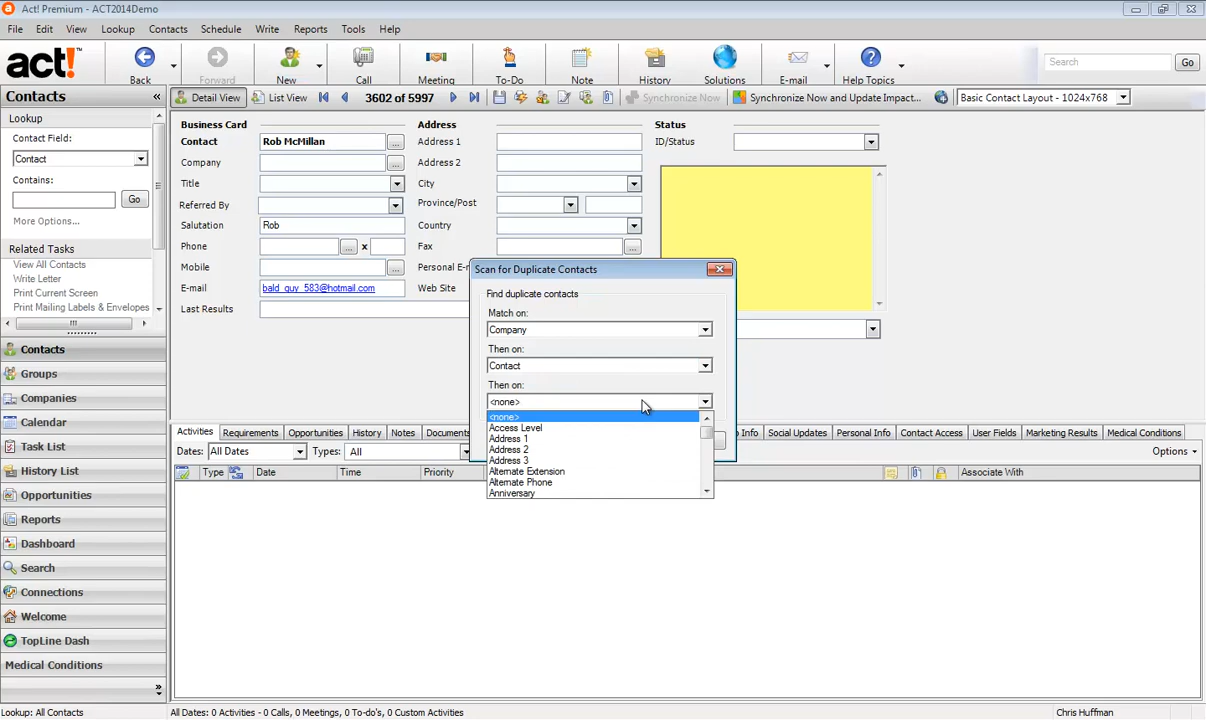 Act! Premium - ACT2014Demo
File Edit View Lookup Contacts Schedule Write Reports Tools Help
act! Back Forward New Call Meeting To-Do Note History Solutions E-mail Help Topics Search Go
Contacts «
Detail View List View 3602 of 5997 Synchronize Now Synchronize Now and Update Impact... Basic Contact Layout - 1024x768
Lookup
Contact Field:
Contact
Contains:
Go
More Options...
Related Tasks
View All Contacts
Write Letter
Print Current Screen
Print Mailing Labels & Envelopes
Contacts
Groups
Companies
Calendar
Task List
History List
Opportunities
Reports
Dashboard
Search
Connections
Welcome
TopLine Dash
Medical Conditions
»
Business Card
Contact Rob McMillan ...
Company ...
Title
Referred By
Salutation Rob
Phone ... x
Mobile ...
E-mail bald_guy_583@hotmail.com
Last Results
Address
Address 1
Address 2
City
Province/Post
Country
Fax ...
Personal E-m
Web Site
Status
ID/Status
Scan for Duplicate Contacts
Find duplicate contacts
Match on:
Company
Then on:
Contact
Then on:
<none>
<none>
Access Level
Address 1
Address 2
Address 3
Alternate Extension
Alternate Phone
Anniversary
Activities Requirements Opportunities History Notes Documents Info Social Updates Personal Info Contact Access User Fields Marketing Results Medical Conditions
Dates: All Dates Types: All Options
Type Date Time Priority Associate With
Lookup: All Contacts All Dates: 0 Activities - 0 Calls, 0 Meetings, 0 To-do's, 0 Custom Activities Chris Huffman